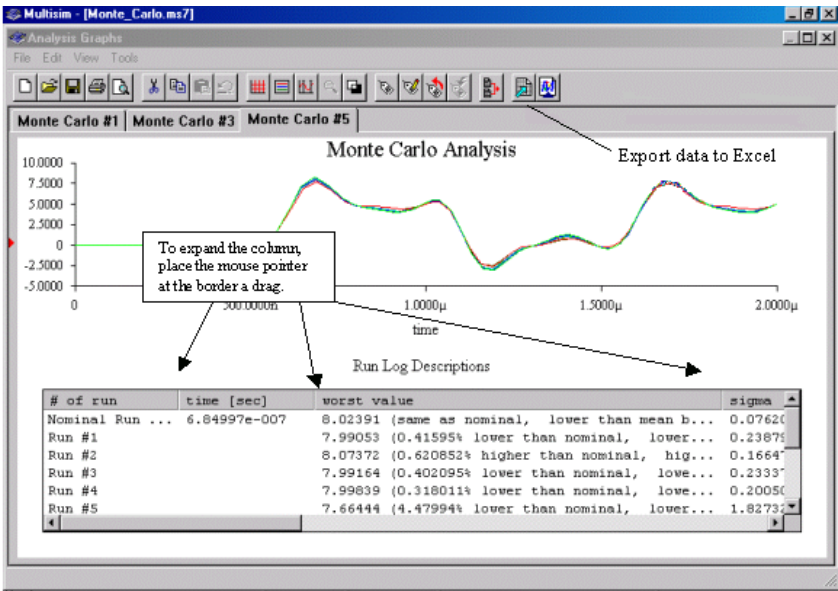 Multisim - [Monte_Carlo.ms7]
Analysis Graphs
File Edit View Tools
Monte Carlo #1 Monte Carlo #3 Monte Carlo #5
Monte Carlo Analysis
Export data to Excel
10.0000
7.5000
5.0000
2.5000
0
-2.5000
-5.0000
To expand the column,
place the mouse pointer
at the border a drag.
0 500.0000n 1.0000µ 1.5000µ 2.0000µ
time
Run Log Descriptions
# of run time [sec] worst value sigma
Nominal Run ... 6.84997e-007 8.02391 (same as nominal, lower than mean b... 0.07620
Run #1 7.99053 (0.41595% lower than nominal, lower... 0.23879
Run #2 8.07372 (0.620852% higher than nominal, hig... 0.16647
Run #3 7.99164 (0.402095% lower than nominal, lowe... 0.23337
Run #4 7.99839 (0.318011% lower than nominal, lowe... 0.20050
Run #5 7.66444 (4.47994% lower than nominal, lower... 1.82732